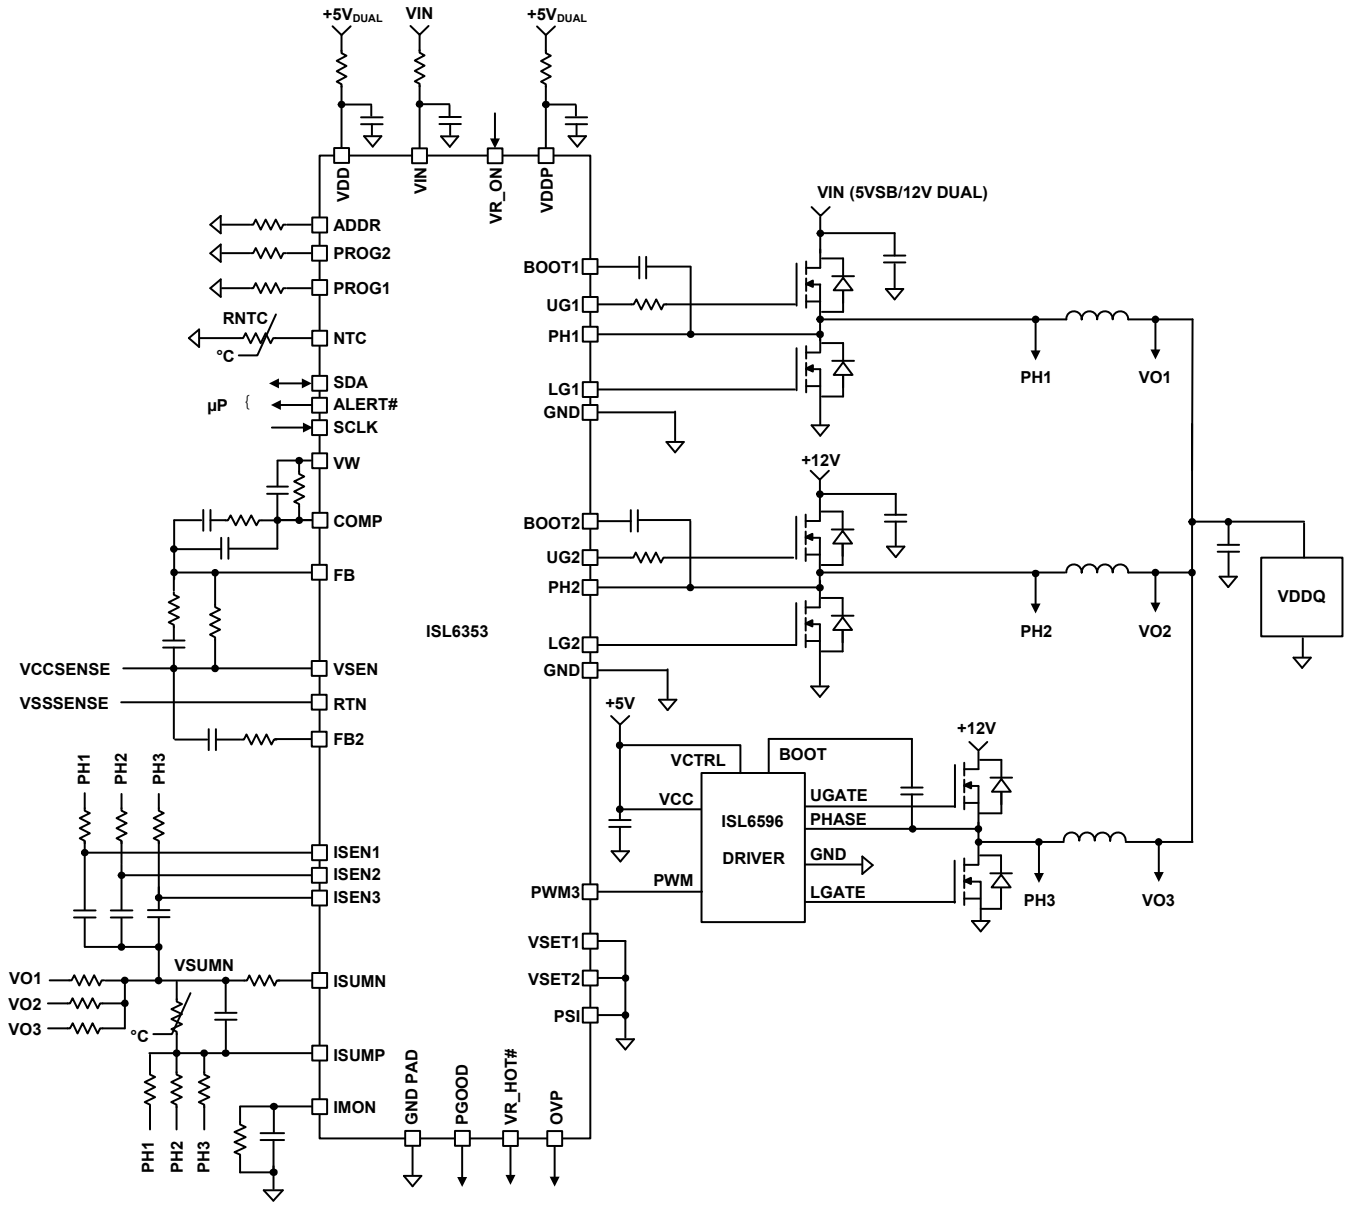 +5VDUAL
VIN
+5VDUAL
VDD
VIN
VR_ON
VDDP
VIN (5VSB/12V DUAL)
ADDR
PROG2
PROG1
RNTC
°C
NTC
SDA
µP {
ALERT#
SCLK
VW
COMP
FB
VCCSENSE
VSEN
VSSSENSE
RTN
FB2
PH1
PH2
PH3
ISEN1
ISEN2
ISEN3
VSUMN
VO1
VO2
VO3
ISUMN
°C
ISUMP
IMON
PH1
PH2
PH3
ISL6353
BOOT1
UG1
PH1
LG1
GND
BOOT2
UG2
PH2
LG2
GND
PWM3
VSET1
VSET2
PSI
GND PAD
PGOOD
VR_HOT#
OVP
PH1
VO1
+12V
PH2
VO2
VDDQ
+5V
VCTRL
BOOT
+12V
VCC
UGATE
ISL6596
DRIVER
PHASE
GND
PWM
LGATE
PH3
VO3